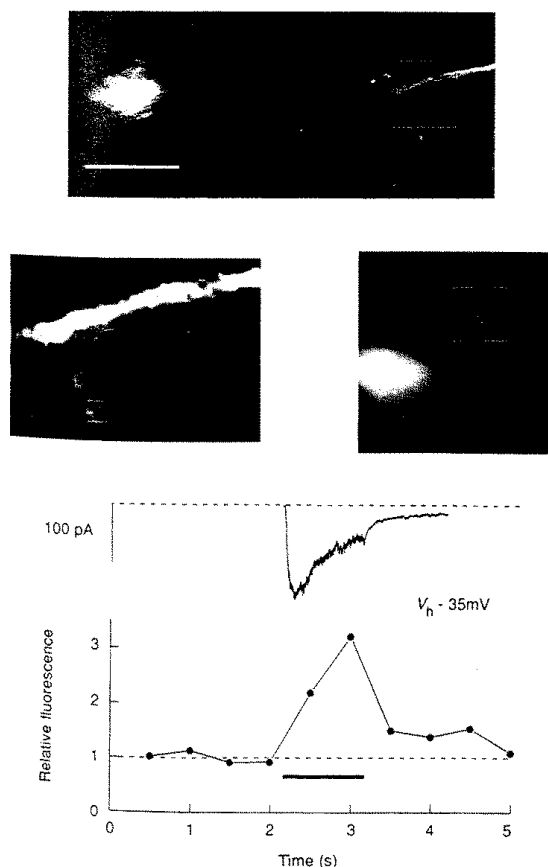 100 pA
V_h - 35mV
Relative fluorescence
3
2
1
0
0 1 2 3 4 5
Time (s)